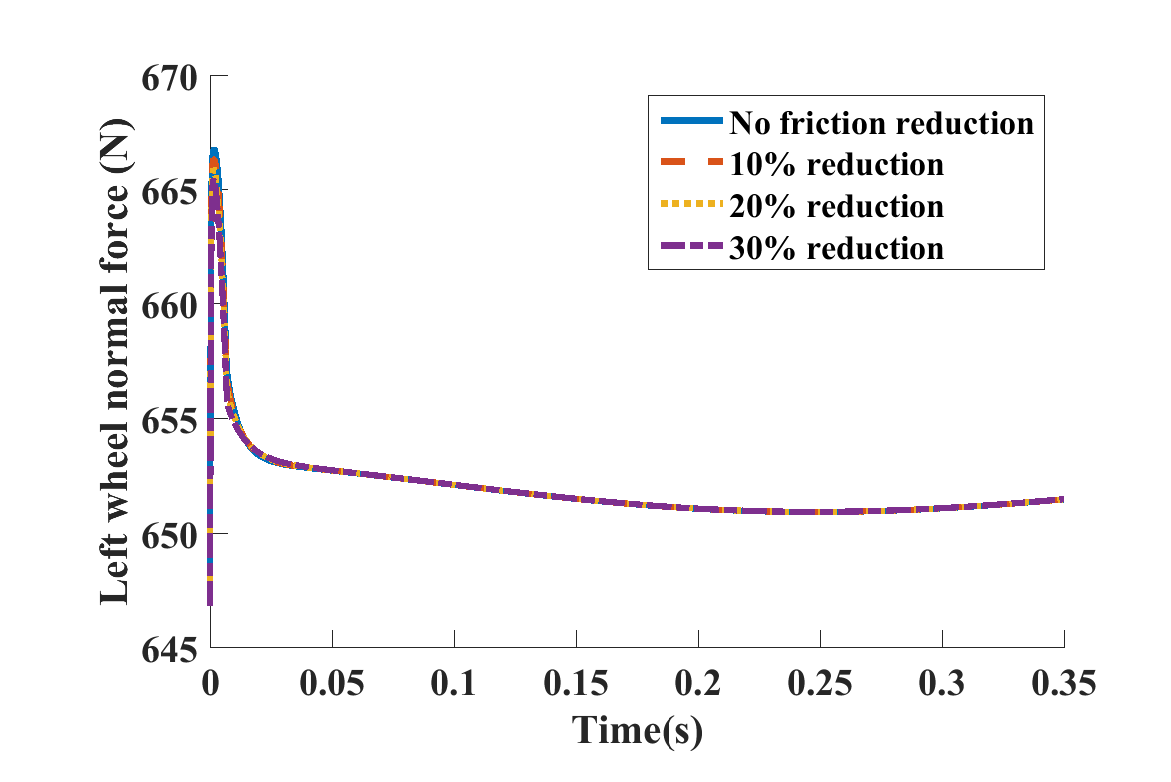 670
665
660
655
650
645
Left wheel normal force (N)
No friction reduction
10% reduction
20% reduction
30% reduction
0 0.05 0.1 0.15 0.2 0.25 0.3 0.35
Time(s)